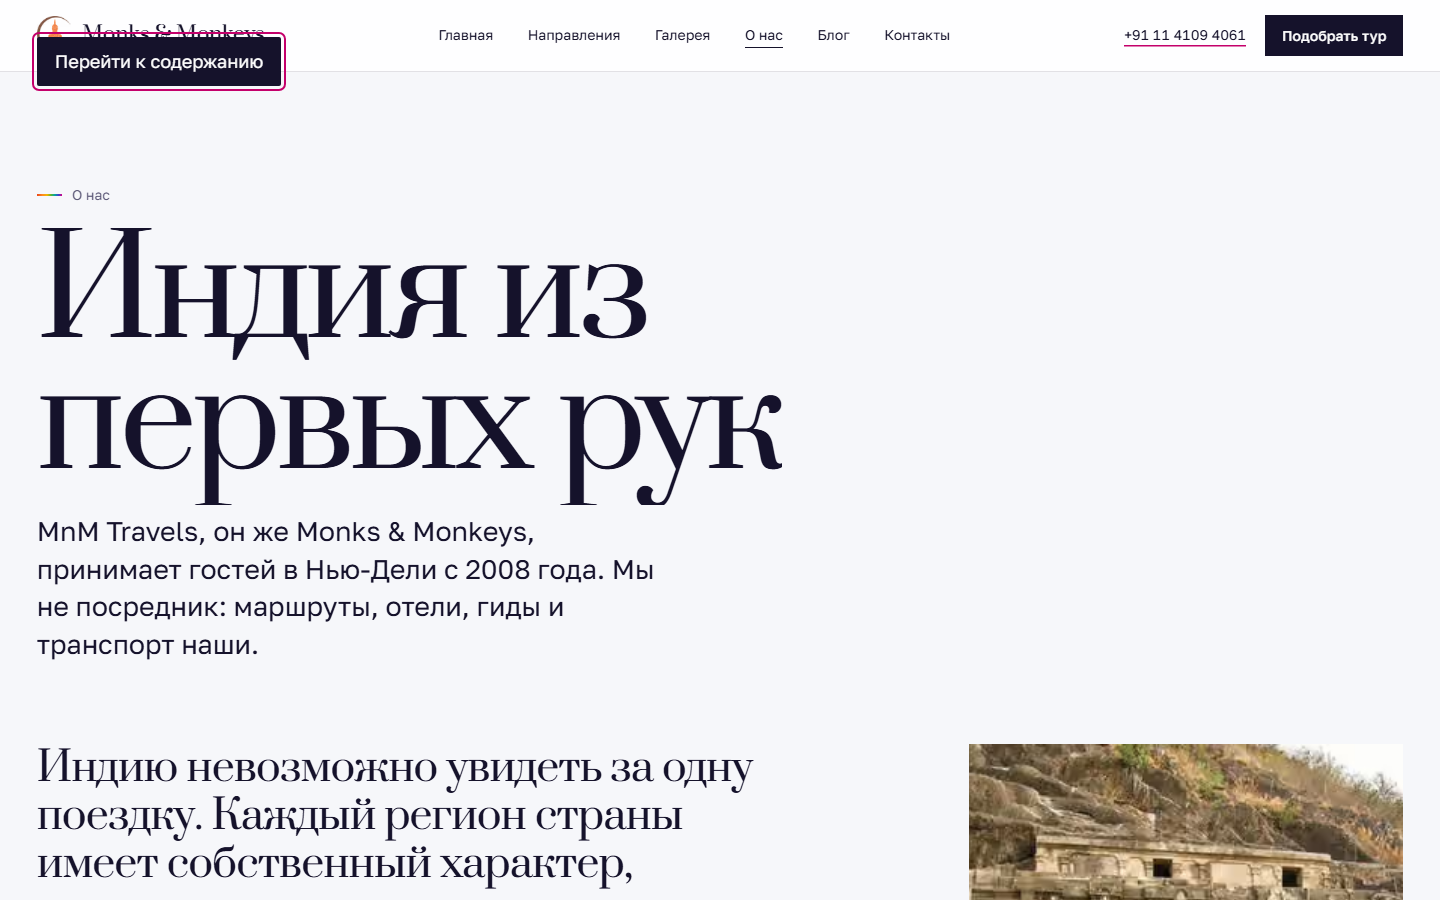 Monks & Monkeys
Перейти к содержанию
Главная
Направления
Галерея
О нас
Блог
Контакты
+91 11 4109 4061
Подобрать тур
О нас
Индия из
первых рук
MnM Travels, он же Monks & Monkeys,
принимает гостей в Нью-Дели с 2008 года. Мы
не посредник: маршруты, отели, гиды и
транспорт наши.
Индию невозможно увидеть за одну
поездку. Каждый регион страны
имеет собственный характер,